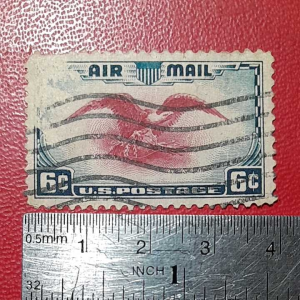 AIR MAIL
6¢ 6¢
U.S. POSTAGE
0.5mm 1 2 3 4
32 INCH 1